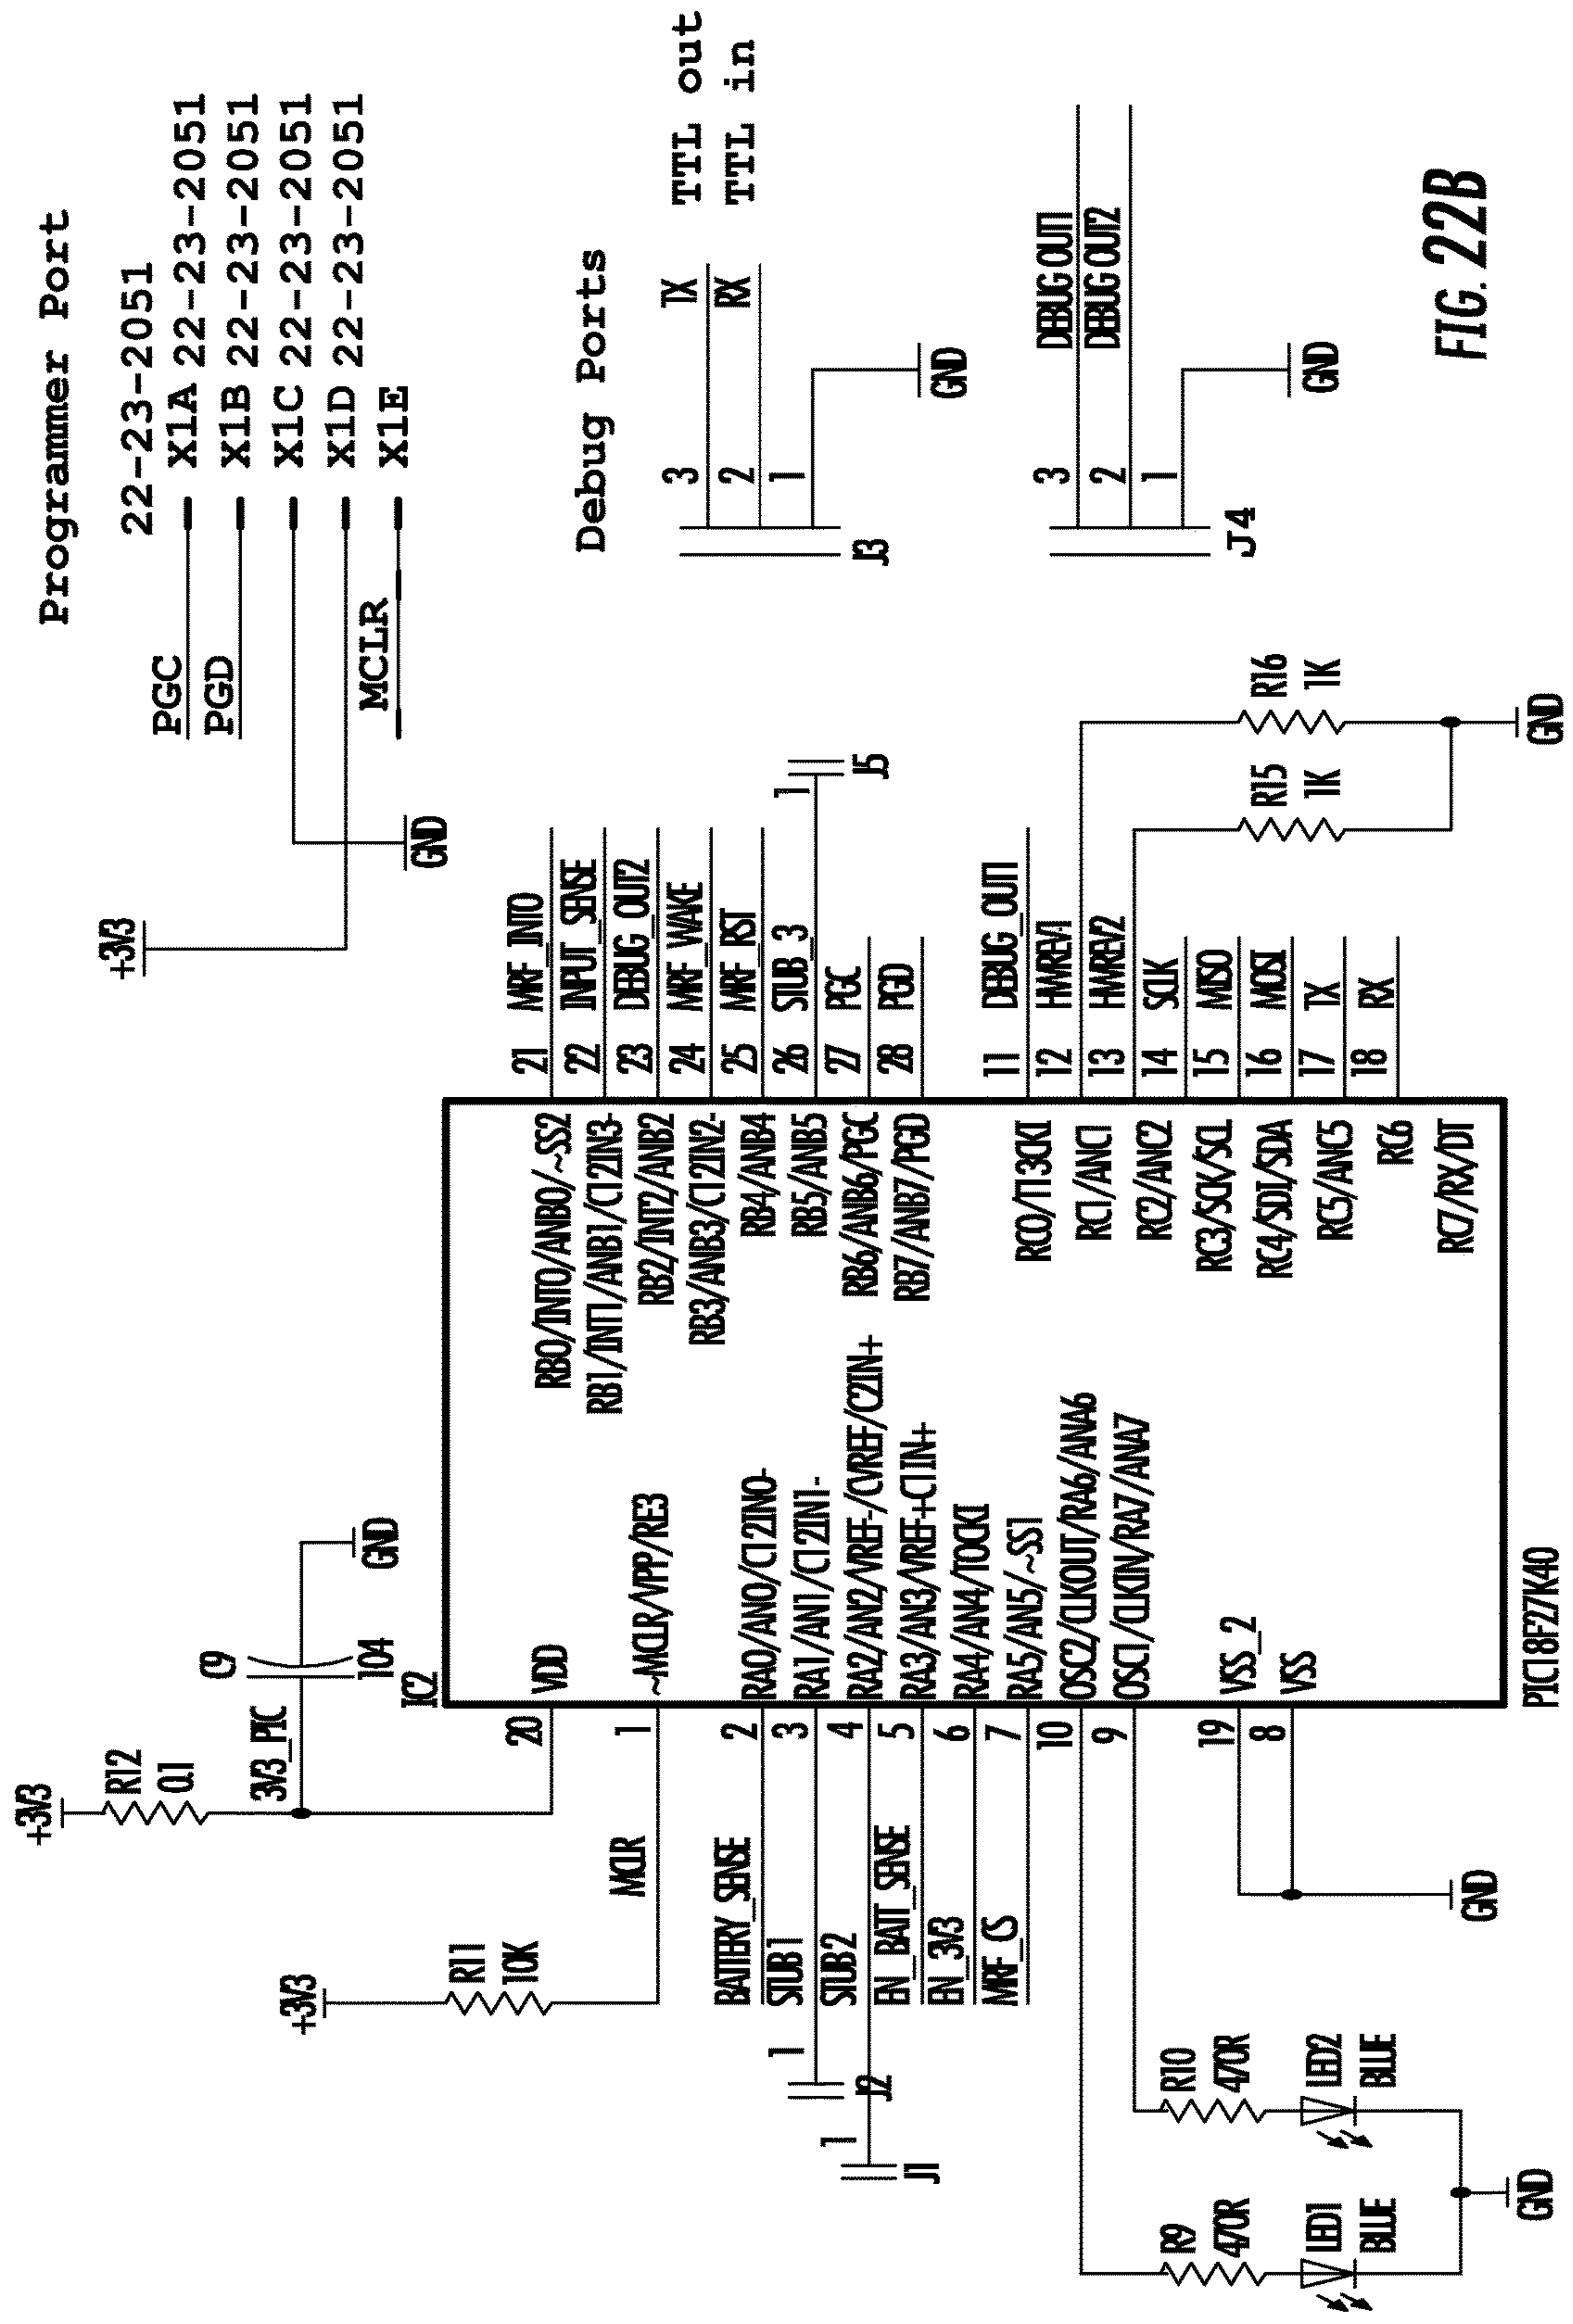 Programmer Port
22-23-2051
PGC X1A 22-23-2051
PGD X1B 22-23-2051
X1C 22-23-2051
X1D 22-23-2051
MCLR X1E
+3V3
GND
Debug Ports
3 TX TTL out
2 RX TTL in
1
J3
GND
3 DEBUG OUT1
2 DEBUG OUT2
1
J4
GND
+3V3
R12
0.1
3V3_PIC
C9
104
GND
+3V3
R11
10K
MCLR
IC2
20 VDD
1 ~MCLR/VPP/RE3
BATTERY_SENSE 2 RA0/AN0/C12IN0-
STUB1 3 RA1/AN1/C12IN1-
STUB2 4 RA2/AN2/VREF-/CVREF/C2IN+
EN_BATT_SENSE 5 RA3/AN3/VREF+C1IN+
EN_3V3 6 RA4/AN4/TOCKI
MRF_CS 7 RA5/AN5/~SS1
10 OSC2/CLKOUT/RA6/ANA6
9 OSC1/CLKIN/RA7/ANA7
19 VSS_2
8 VSS
GND
1
J2
1
J1
R9
470R
LED1
BLUE
R10
470R
LED2
BLUE
GND
RB0/INT0/ANB0/~SS2 21 MRF_INT0
RB1/INT1/ANB1/C12IN3- 22 INPUT_SENSE
RB2/INT2/ANB2 23 DEBUG_OUT2
RB3/ANB3/C12IN2- 24 MRF_WAKE
RB4/ANB4 25 MRF_RST
RB5/ANB5 26 STUB_3
RB6/ANB6/PGC 27 PGC
RB7/ANB7/PGD 28 PGD
1
J5
RC0/T13CKI 11 DEBUG_OUT1
RC1/ANC1 12 HWREV-1
RC2/ANC2 13 HWREV2
RC3/SCK/SCL 14 SCLK
RC4/SDI/SDA 15 MISO
RC5/ANC5 16 MOSI
RC6 17 TX
RC7/RX/DT 18 RX
R15
1K
R16
1K
GND
PIC18F27K40
FIG. 22B